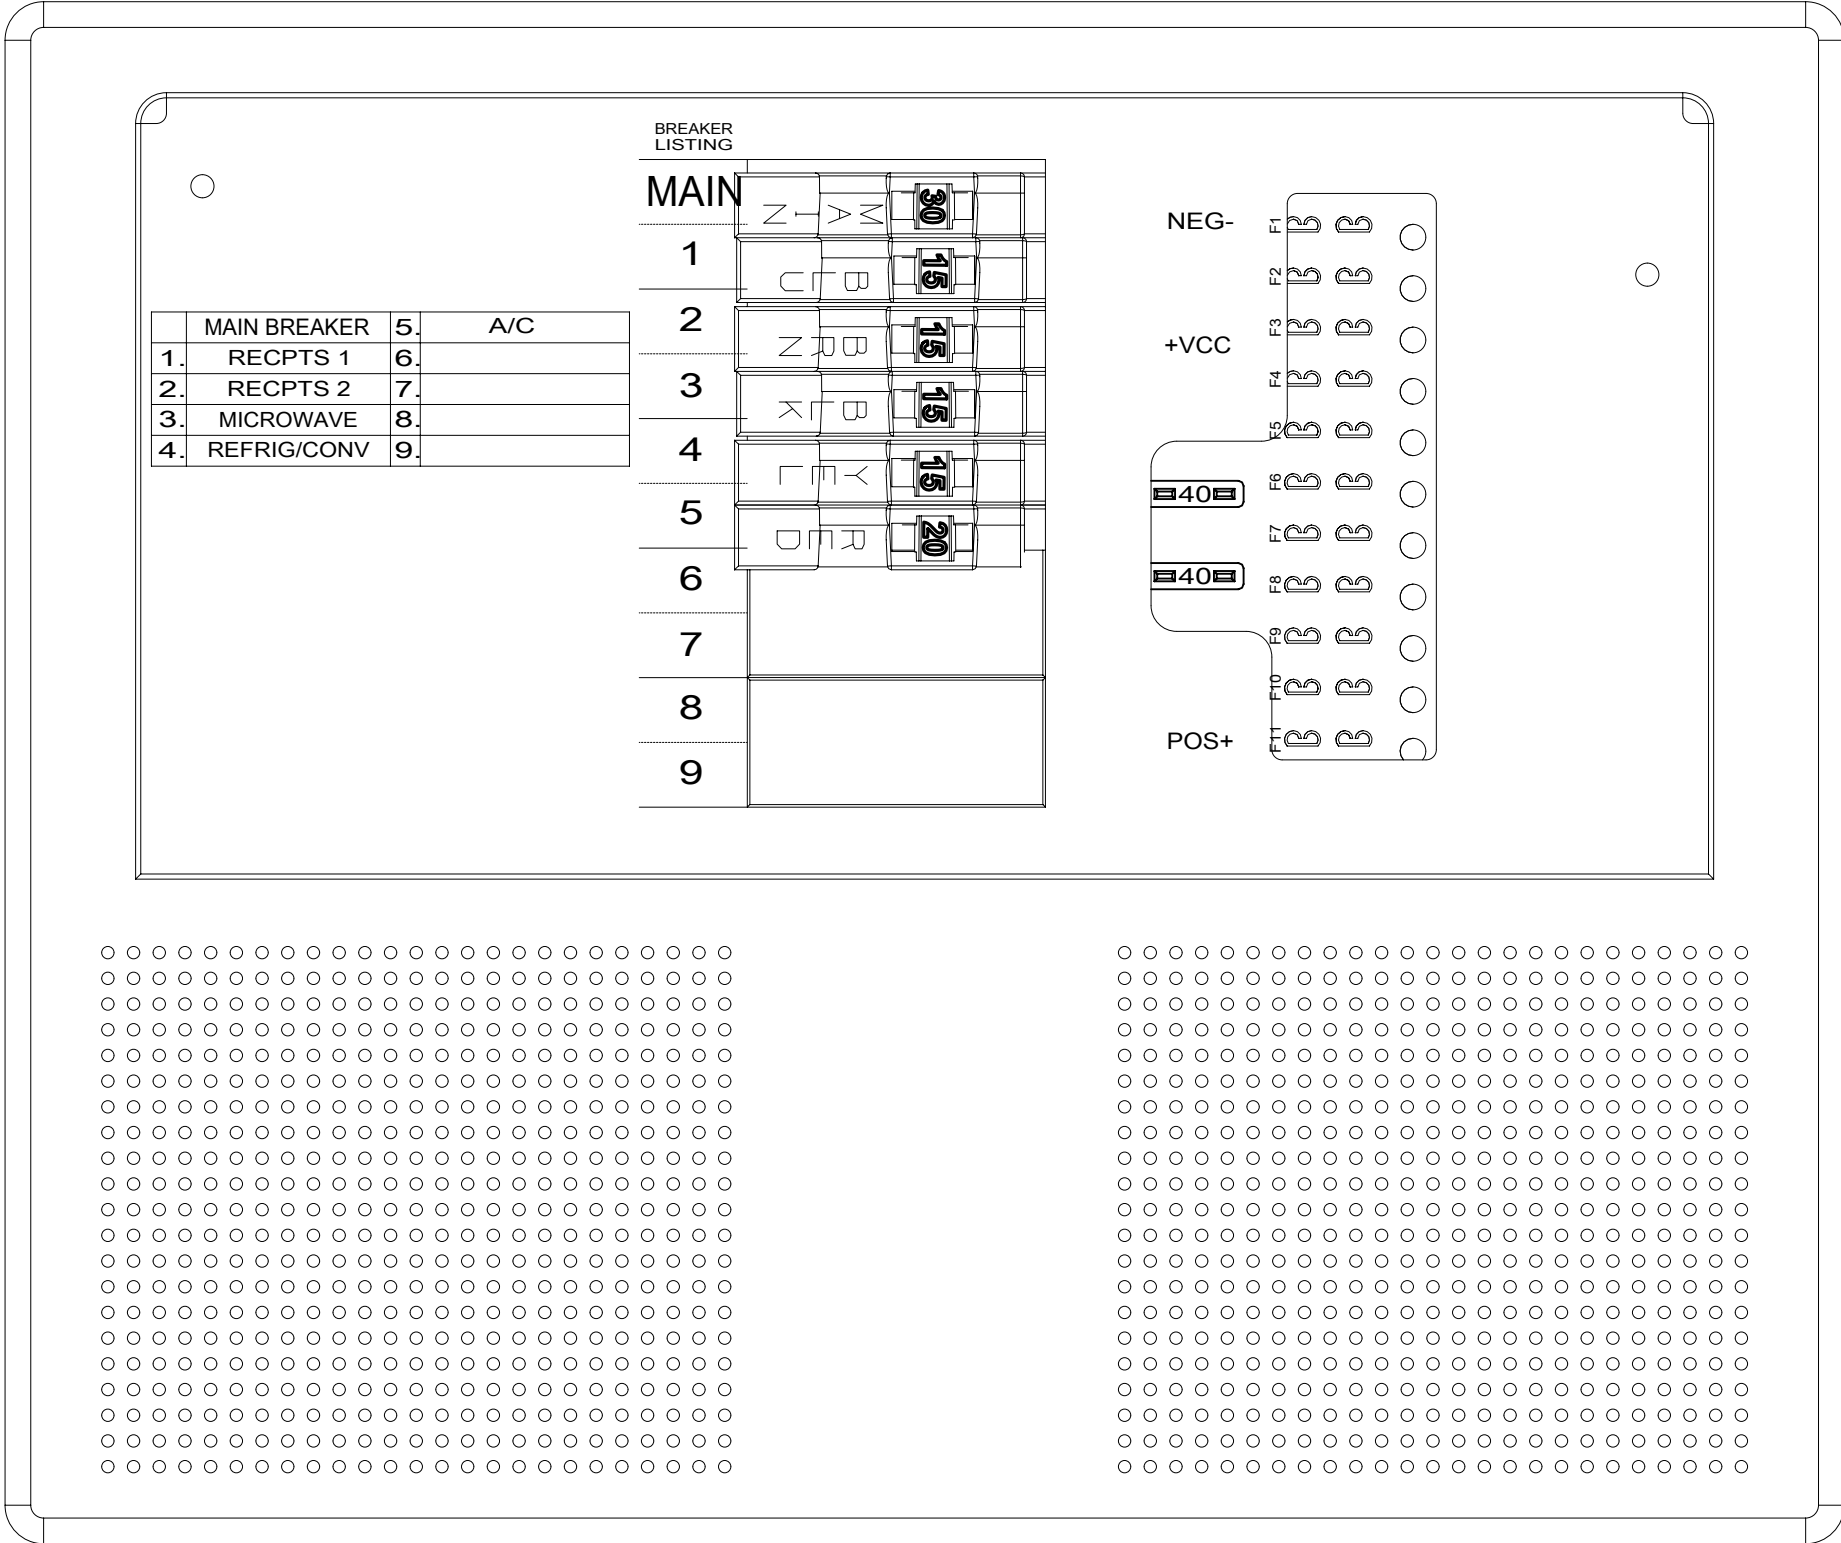 BREAKER
LISTING
MAIN
1
2
3
4
5
6
7
8
9
MAIN 30
BLU 15
BRN 15
BLK 15
YEL 15
RED 20
MAIN BREAKER 5. A/C
1. RECPTS 1 6.
2. RECPTS 2 7.
3. MICROWAVE 8.
4. REFRIG/CONV 9.
NEG-
+VCC
40
40
POS+
F1
F2
F3
F4
F5
F6
F7
F8
F9
F10
F11